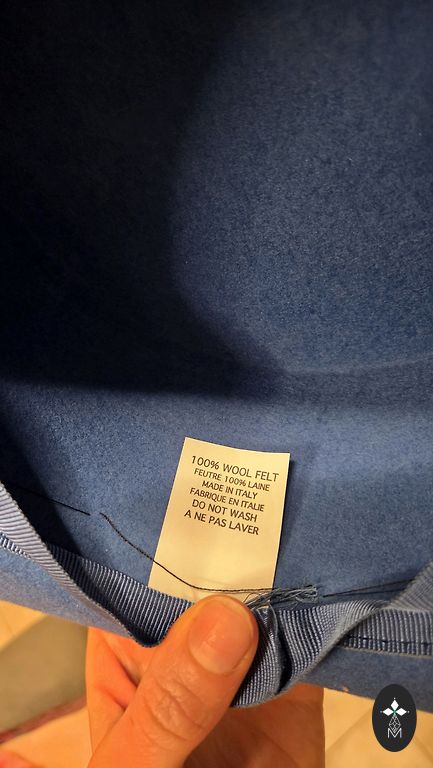 100% WOOL FELT
FEUTRE 100% LAINE
MADE IN ITALY
FABRIQUE EN ITALIE
DO NOT WASH
A NE PAS LAVER
M